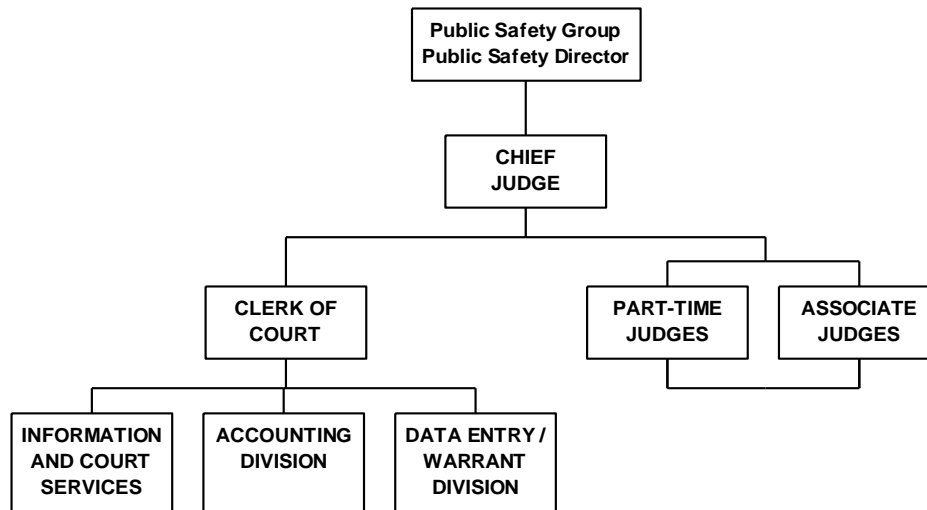 Public Safety Group
Public Safety Director
CHIEF
JUDGE
CLERK OF
COURT
PART-TIME
JUDGES
ASSOCIATE
JUDGES
INFORMATION
AND COURT
SERVICES
ACCOUNTING
DIVISION
DATA ENTRY /
WARRANT
DIVISION